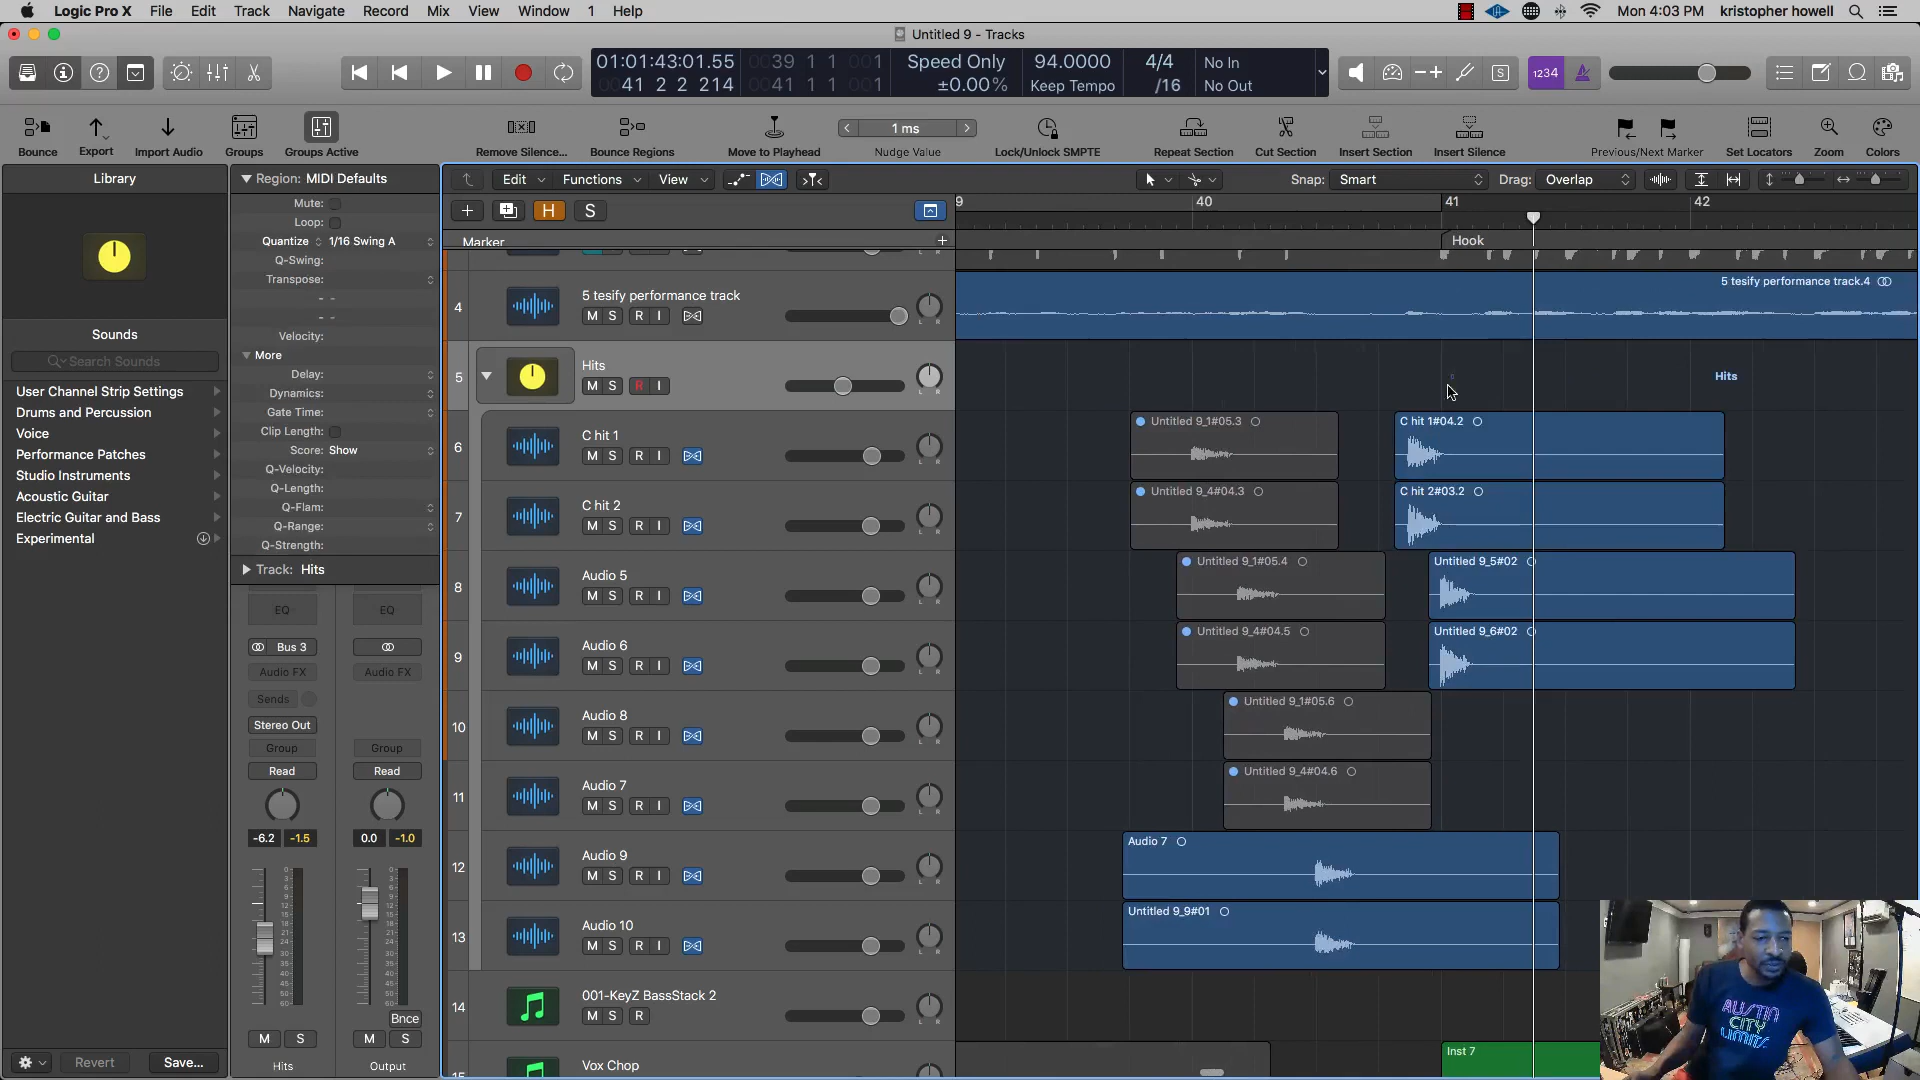 Logic Pro X File Edit Track Navigate Record Mix View Window 1 Help
Mon 4:03 PM kristopher howell
Untitled 9 - Tracks
01:01:43:01.55
41 2 2 214
0039 1 1 001
0041 1 1 001
Speed Only
±0.00%
94.0000
Keep Tempo
4/4
/16
No In
No Out
S
1234
Bounce Export Import Audio Groups Groups Active
Remove Silence... Bounce Regions Move to Playhead
1 ms
Nudge Value
Lock/Unlock SMPTE Repeat Section Cut Section Insert Section Insert Silence Previous/Next Marker Set Locators Zoom Colors
Library
Sounds
Search Sounds
User Channel Strip Settings
Drums and Percussion
Voice
Performance Patches
Studio Instruments
Acoustic Guitar
Electric Guitar and Bass
Experimental
Revert Save...
Region: MIDI Defaults
Mute:
Loop:
Quantize 1/16 Swing A
Q-Swing:
Transpose:
- -
- -
Velocity:
More
Delay:
Dynamics:
Gate Time:
Clip Length:
Score: Show
Q-Velocity:
Q-Length:
Q-Flam:
Q-Range:
Q-Strength:
Track: Hits
EQ EQ
Bus 3
Audio FX Audio FX
Sends
Stereo Out
Group Group
Read Read
-6.2 -1.5 0.0 -1.0
Bnce
M S M S
Hits Output
Edit Functions View
Snap: Smart Drag: Overlap
H S
9 40 41 42
Marker
Hook
4 5 tesify performance track
M S R I
5 tesify performance track.4
5 Hits
M S R I
Hits
6 C hit 1
M S R I
Untitled 9_1#05.3 C hit 1#04.2
7 C hit 2
M S R I
Untitled 9_4#04.3 C hit 2#03.2
8 Audio 5
M S R I
Untitled 9_1#05.4 Untitled 9_5#02
9 Audio 6
M S R I
Untitled 9_4#04.5 Untitled 9_6#02
10 Audio 8
M S R I
Untitled 9_1#05.6
11 Audio 7
M S R I
Untitled 9_4#04.6
12 Audio 9
M S R I
Audio 7
13 Audio 10
M S R I
Untitled 9_9#01
14 001-KeyZ BassStack 2
M S R
Vox Chop
Inst 7
AUSTIN
CITY
LIMITS